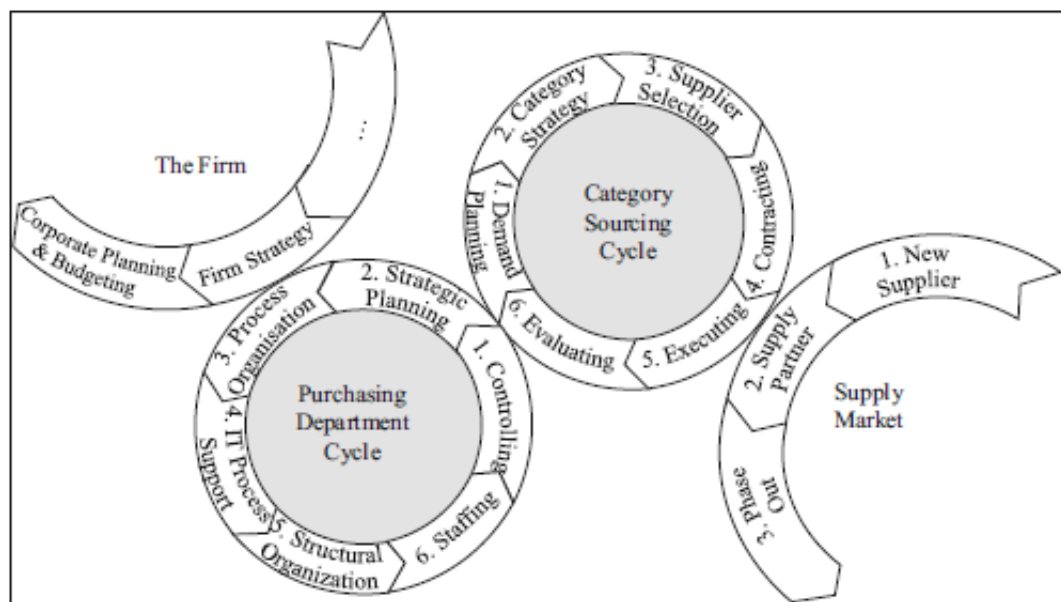 The Firm
Corporate Planning
& Budgeting
Firm Strategy
...
Purchasing
Department
Cycle
1. Controlling
2. Strategic
Planning
3. Process
Organisation
4. IT Process
Support
5. Structural
Organization
6. Staffing
Category
Sourcing
Cycle
1. Demand
Planning
2. Category
Strategy
3. Supplier
Selection
4. Contracting
5. Executing
6. Evaluating
Supply
Market
1. New
Supplier
2. Supply
Partner
3. Phase
Out